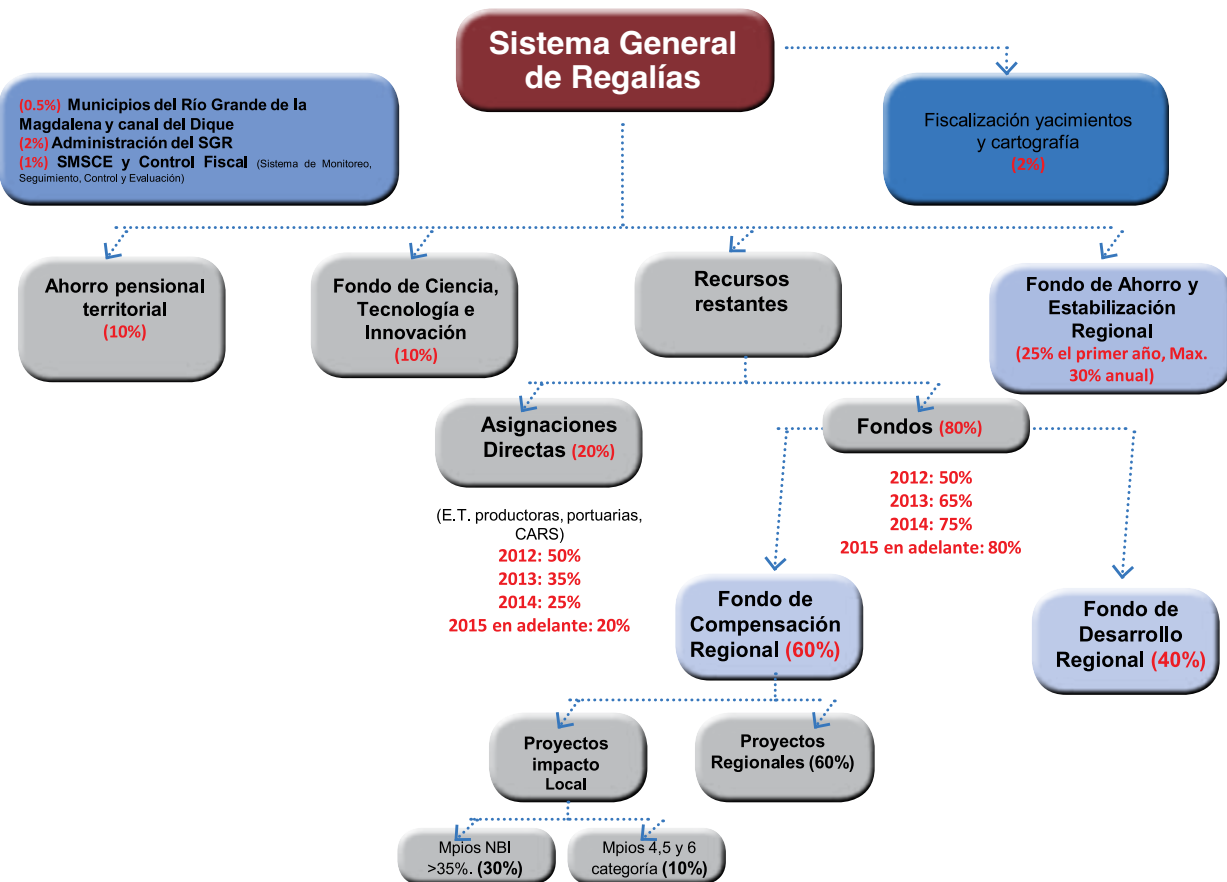 Sistema General
de Regalías
(0.5%) Municipios del Río Grande de la
Magdalena y canal del Dique
(2%) Administración del SGR
(1%) SMSCE y Control Fiscal (Sistema de Monitoreo,
Seguimiento, Control y Evaluación)
Fiscalización yacimientos
y cartografía
(2%)
Ahorro pensional
territorial
(10%)
Fondo de Ciencia,
Tecnología e
Innovación
(10%)
Recursos
restantes
Fondo de Ahorro y
Estabilización
Regional
(25% el primer año, Max.
30% anual)
Asignaciones
Directas (20%)
(E.T. productoras, portuarias,
CARS)
2012: 50%
2013: 35%
2014: 25%
2015 en adelante: 20%
Fondos (80%)
2012: 50%
2013: 65%
2014: 75%
2015 en adelante: 80%
Fondo de
Compensación
Regional (60%)
Fondo de
Desarrollo
Regional (40%)
Proyectos
impacto
Local
Proyectos
Regionales (60%)
Mpios NBI
>35%. (30%)
Mpios 4,5 y 6
categoría (10%)